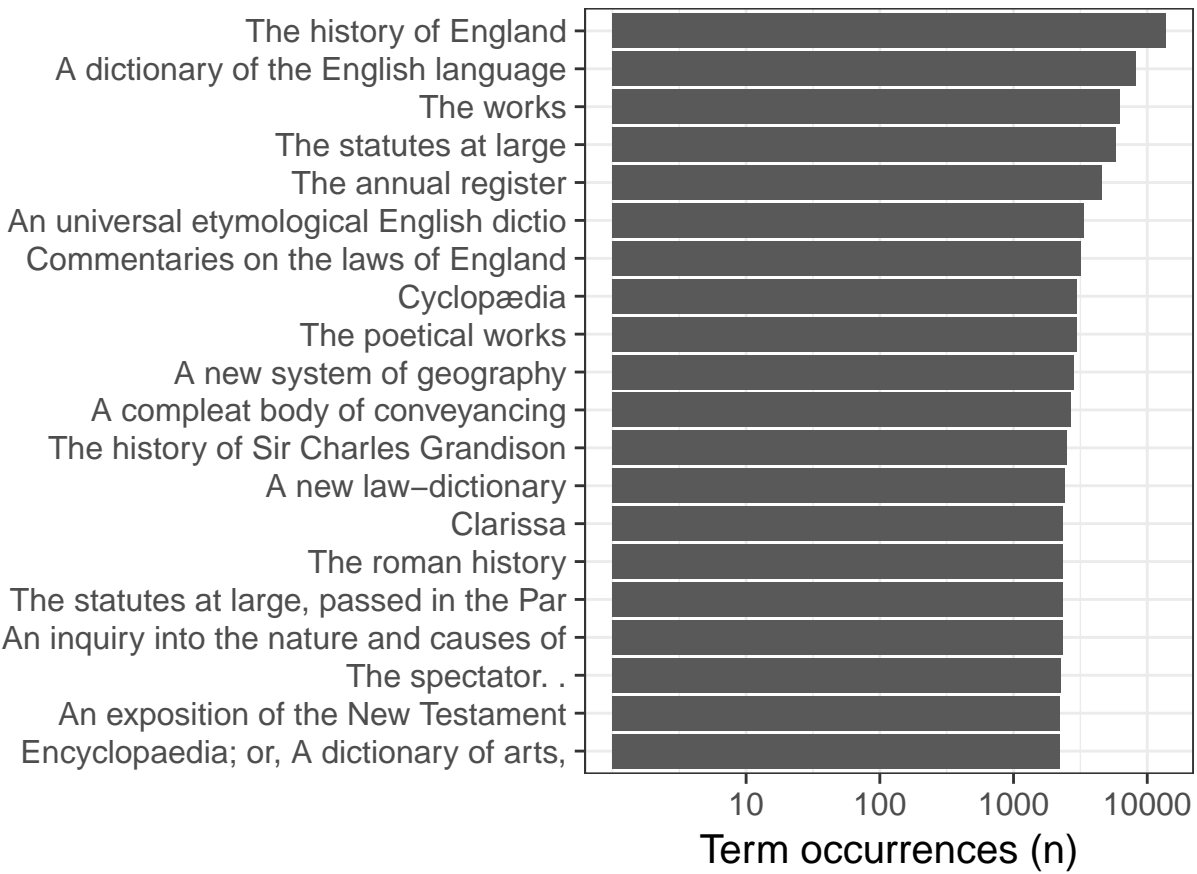 The history of England
A dictionary of the English language
The works
The statutes at large
The annual register
An universal etymological English dictio
Commentaries on the laws of England
Cyclopædia
The poetical works
A new system of geography
A compleat body of conveyancing
The history of Sir Charles Grandison
A new law−dictionary
Clarissa
The roman history
The statutes at large, passed in the Par
An inquiry into the nature and causes of
The spectator. .
An exposition of the New Testament
Encyclopaedia; or, A dictionary of arts,
10 100 1000 10000
Term occurrences (n)